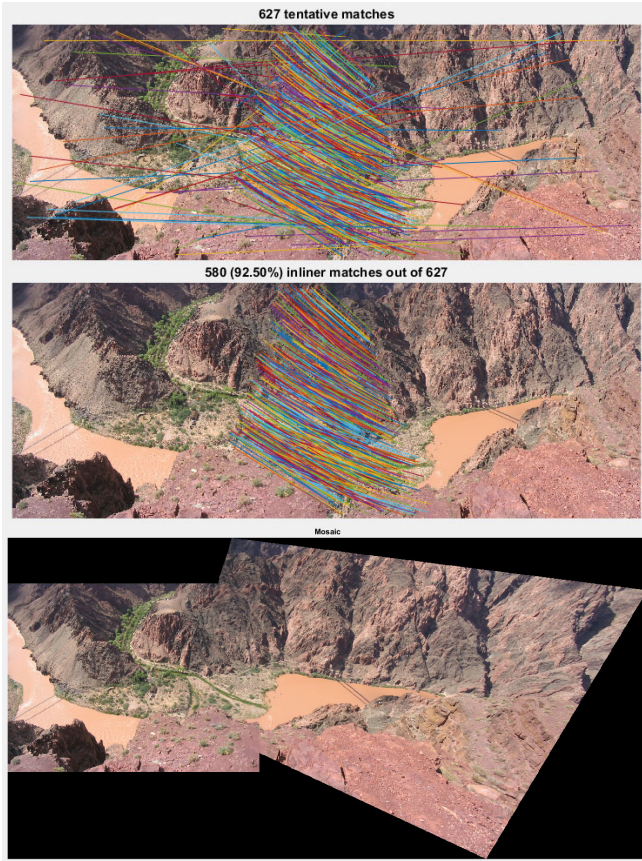 627 tentative matches
580 (92.50%) inliner matches out of 627
Mosaic